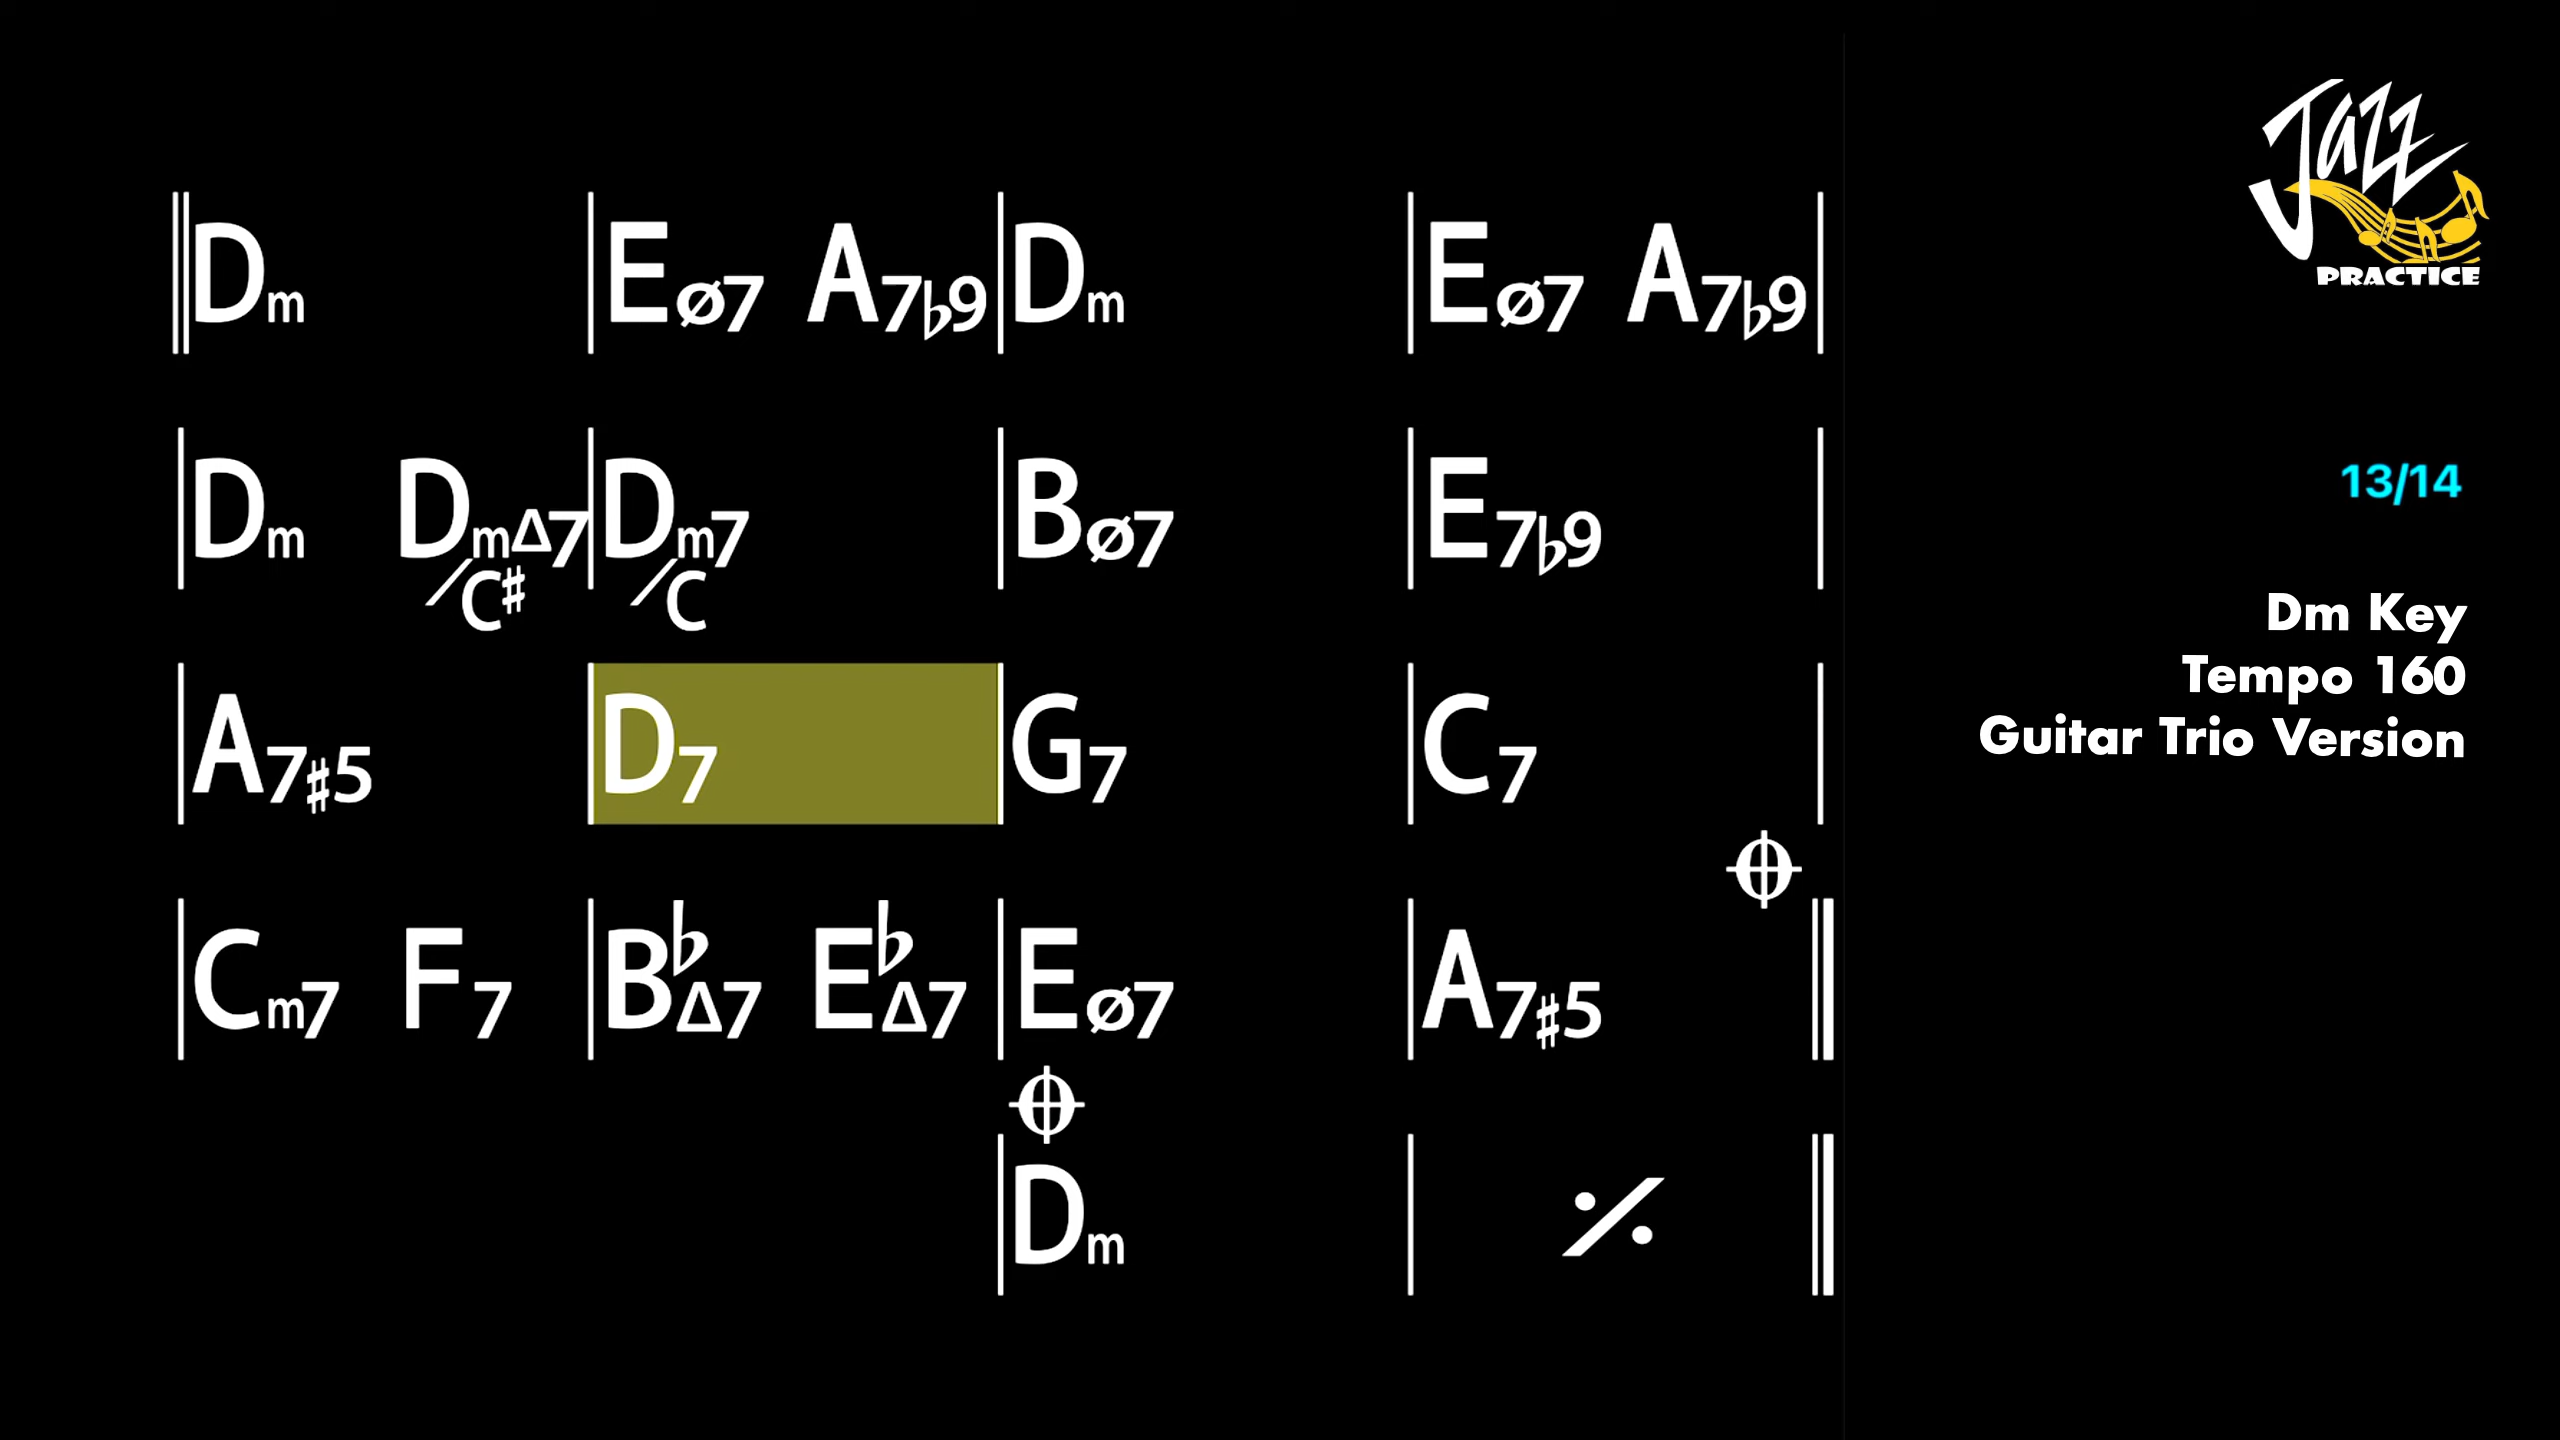 Jazz
PRACTICE
Dm Eø7 A7♭9 Dm Eø7 A7♭9
Dm DmΔ7/C♯ Dm7/C Bø7 E7♭9
13/14
Dm Key
Tempo 160
Guitar Trio Version
A7♯5 D7 G7 C7
Cm7 F7 B♭Δ7 E♭Δ7 Eø7 A7♯5
Dm